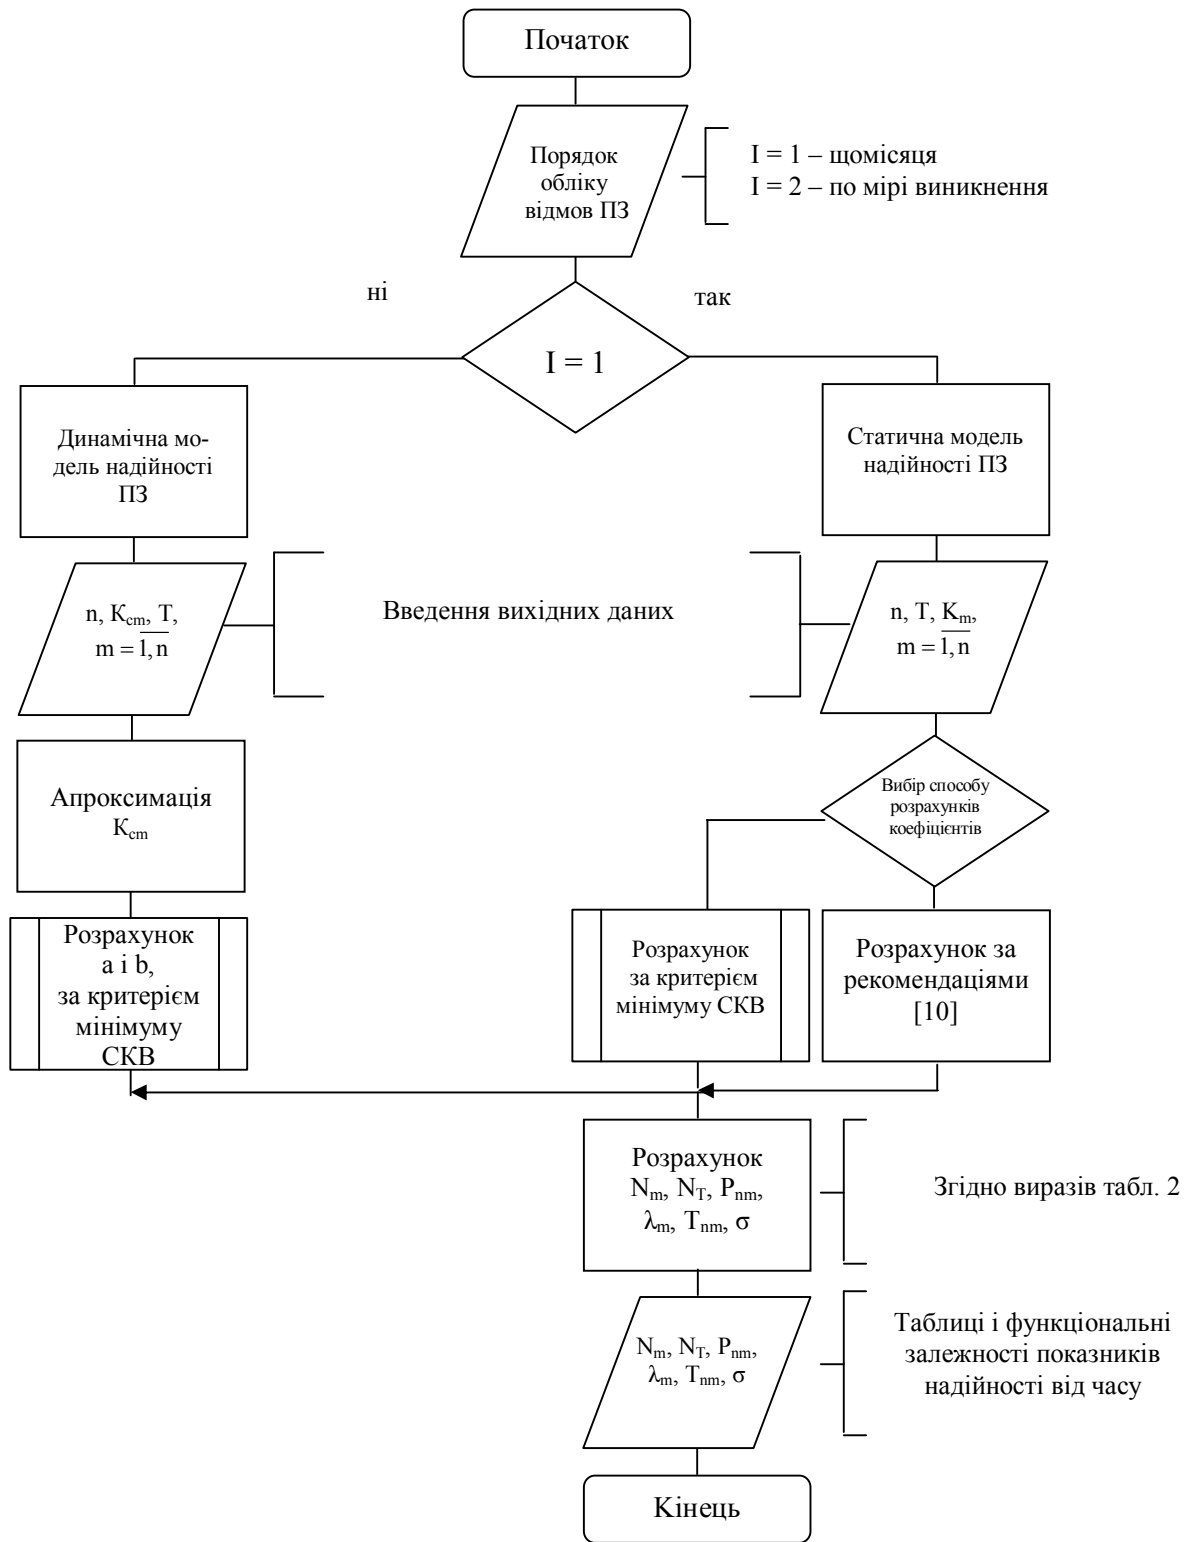 Початок
Порядок
обліку
відмов ПЗ
I = 1 – щомісяця
I = 2 – по мірі виникнення
ні
так
I = 1
Динамічна мо-
дель надійності
ПЗ
Статична модель
надійності ПЗ
n, Kcm, T,
m = 1, n
Введення вихідних даних
n, T, Km,
m = 1, n
Апроксимація
Kcm
Вибір способу
розрахунків
коефіцієнтів
Розрахунок
a і b,
за критерієм
мінімуму
СКВ
Розрахунок
за критерієм
мінімуму СКВ
Розрахунок за
рекомендаціями
[10]
Розрахунок
Nm, NT, Pnm,
λm, Tnm, σ
Згідно виразів табл. 2
Nm, NT, Pnm,
λm, Tnm, σ
Таблиці і функціональні
залежності показників
надійності від часу
Кінець